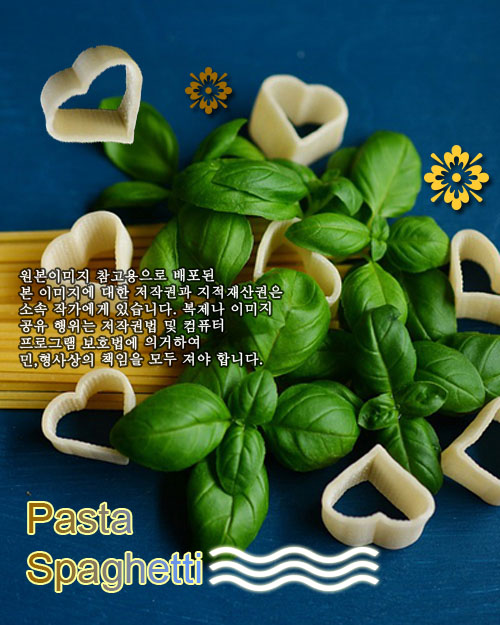 원본이미지 참고용으로 배포된
본 이미지에 대한 저작권과 지적재산권은
소속 작가에게 있습니다. 복제나 이미지
공유 행위는 저작권법 및 컴퓨터
프로그램 보호법에 의거하여
민,형사상의 책임을 모두 져야 합니다.
Pasta
Spaghetti